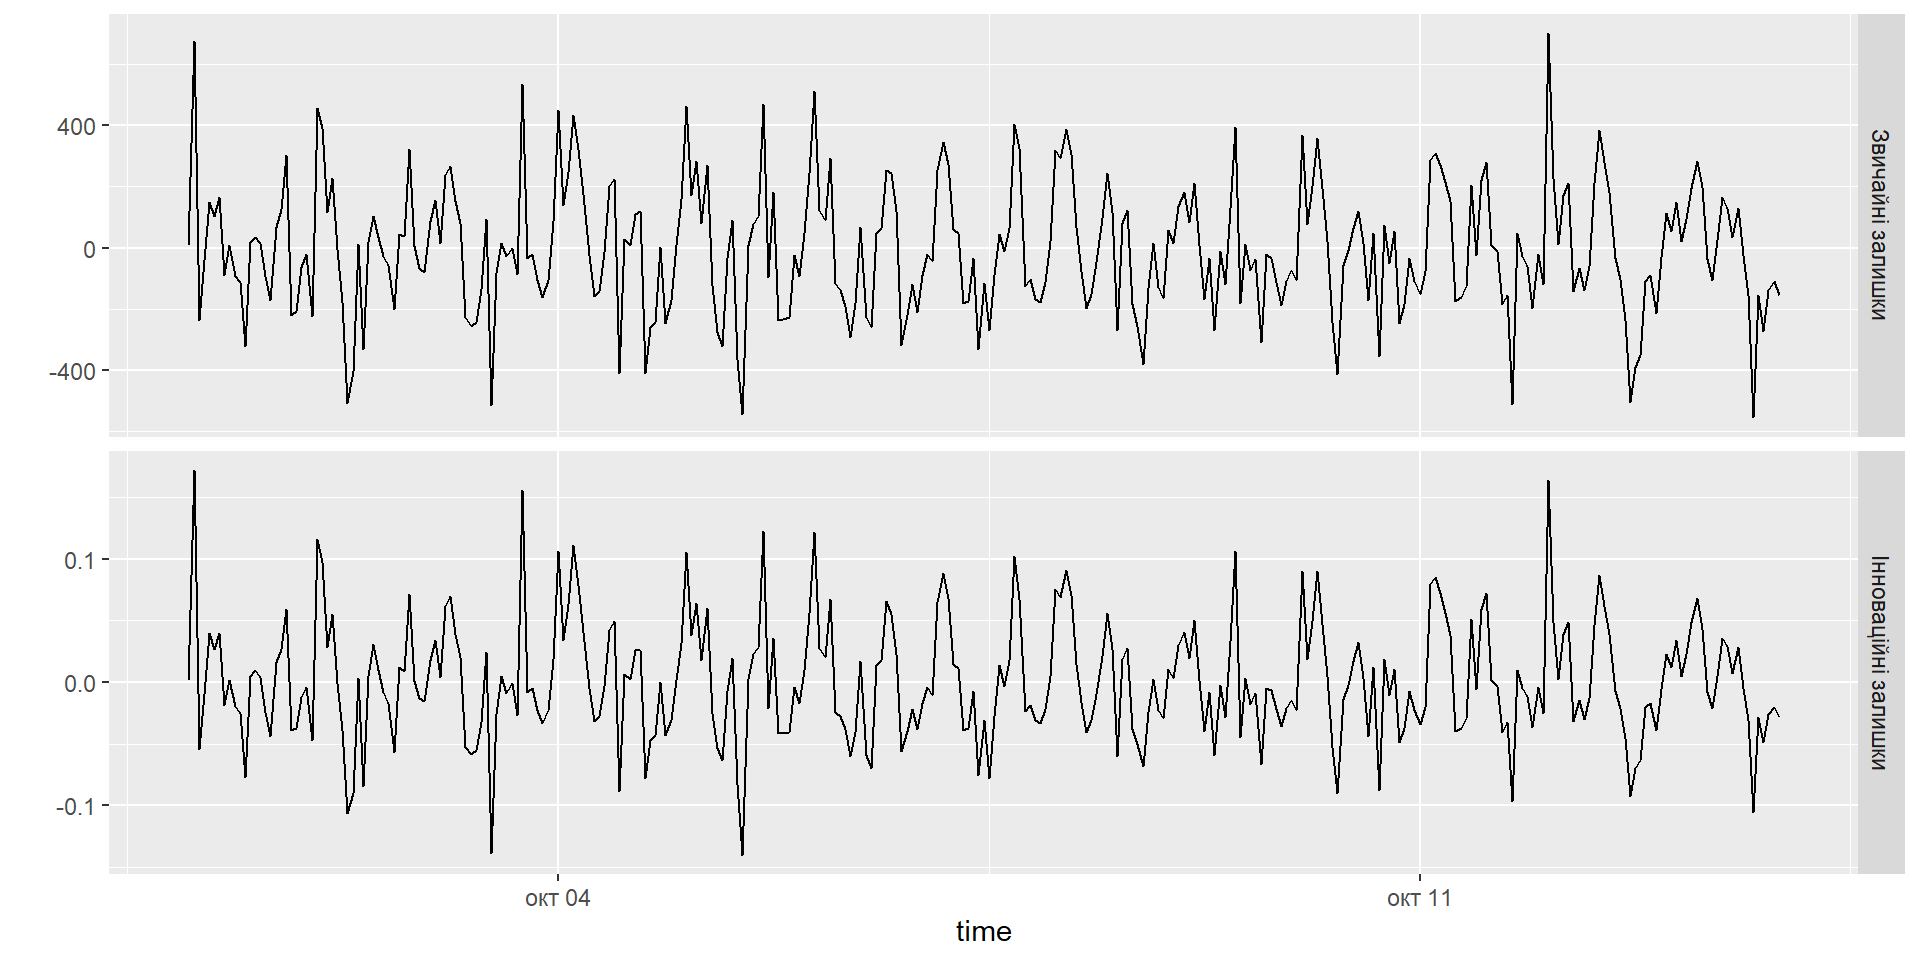 400
0
-400
Звичайні залишки
0.1
0.0
-0.1
Інноваційні залишки
окт 04
окт 11
time